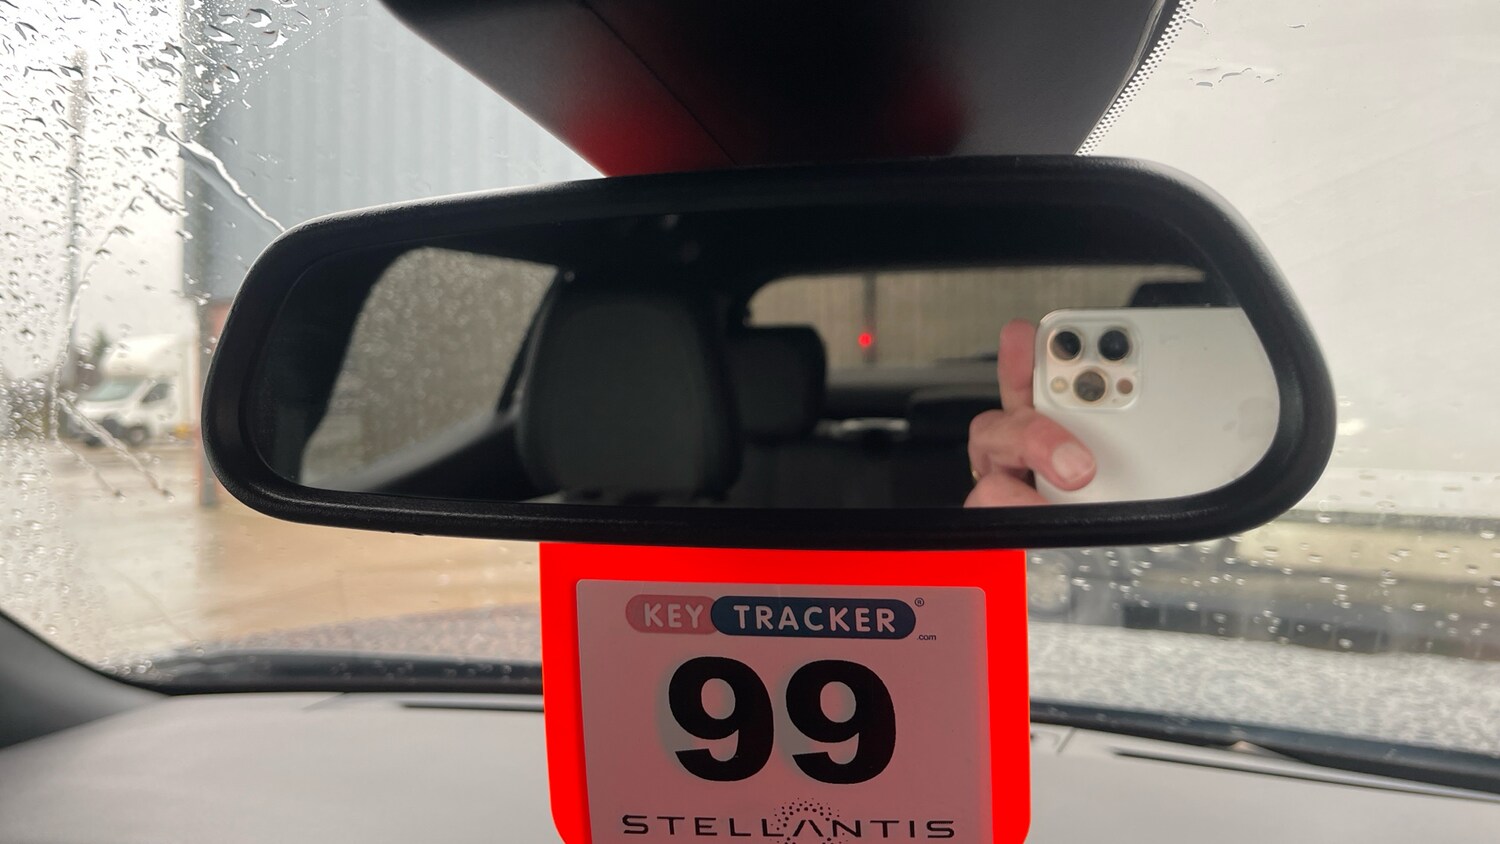 KEY TRACKER®
.com
99
STELLANTIS